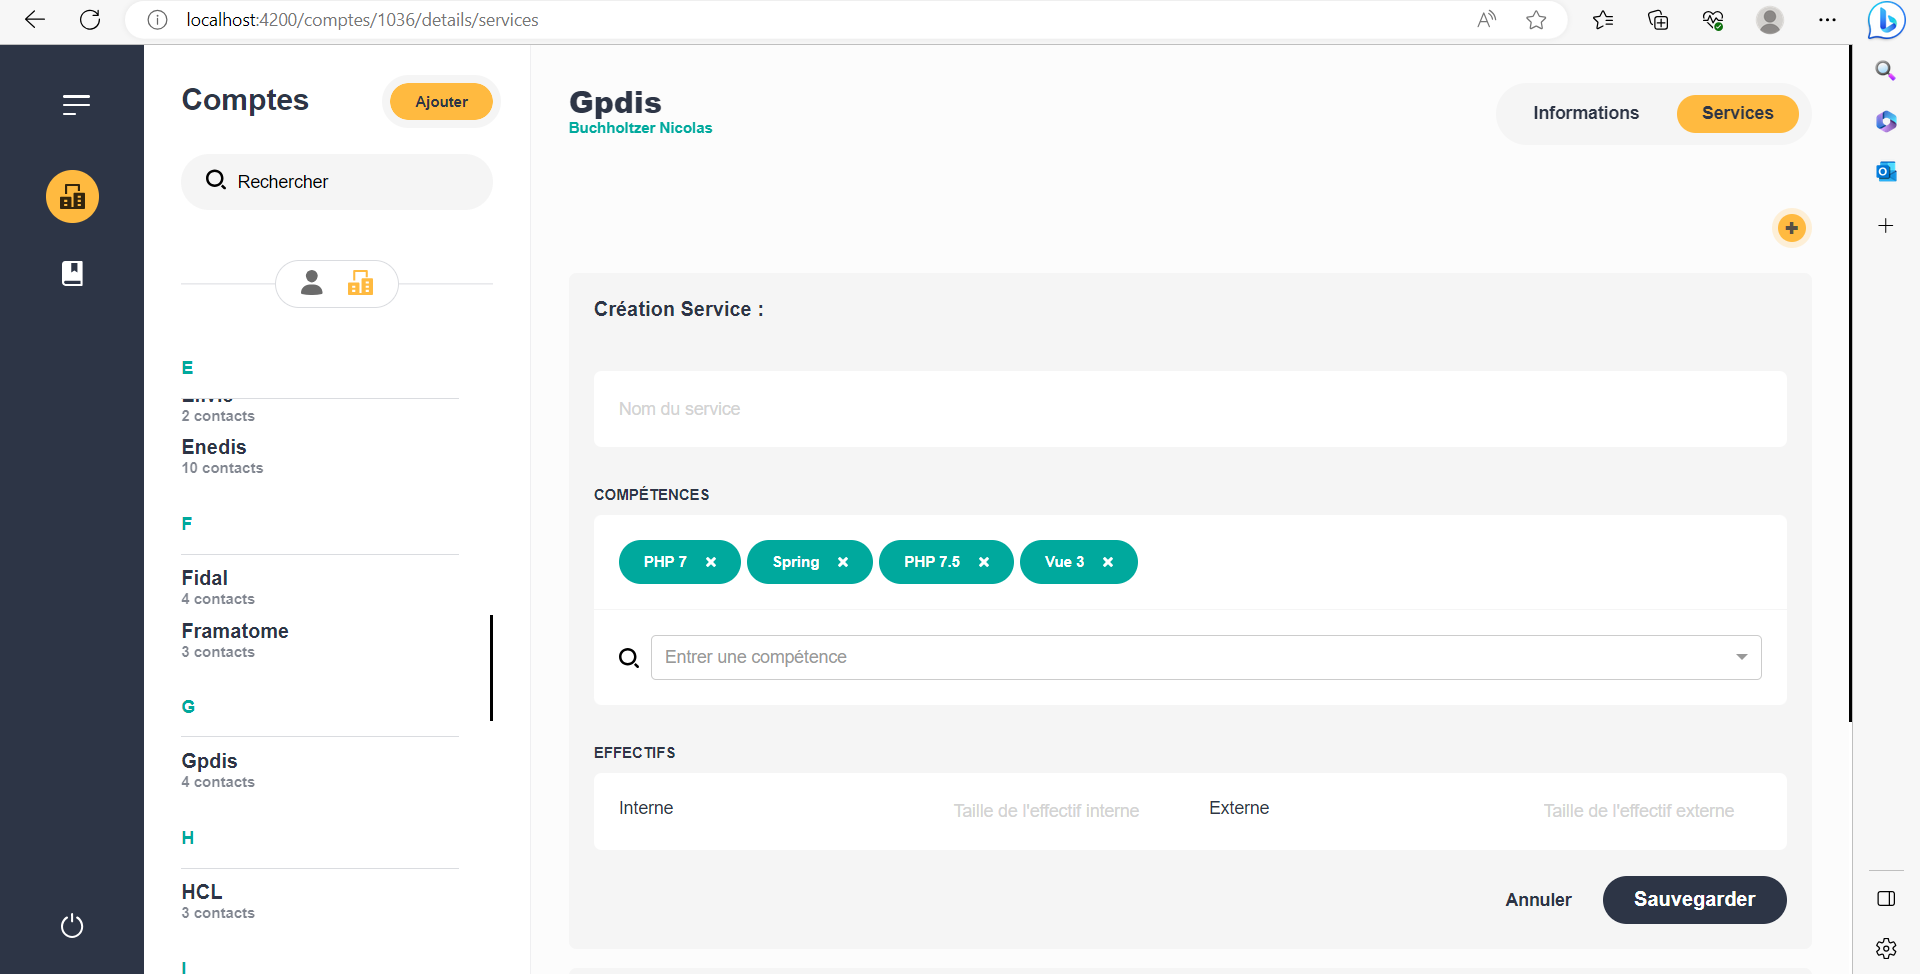 localhost:4200/comptes/1036/details/services
Comptes
Ajouter
Rechercher
E
2 contacts
Enedis
10 contacts
F
Fidal
4 contacts
Framatome
3 contacts
G
Gpdis
4 contacts
H
HCL
3 contacts
I
Gpdis
Buchholtzer Nicolas
Informations
Services
Création Service :
Nom du service
COMPÉTENCES
PHP 7
Spring
PHP 7.5
Vue 3
Entrer une compétence
EFFECTIFS
Interne
Taille de l'effectif interne
Externe
Taille de l'effectif externe
Annuler
Sauvegarder